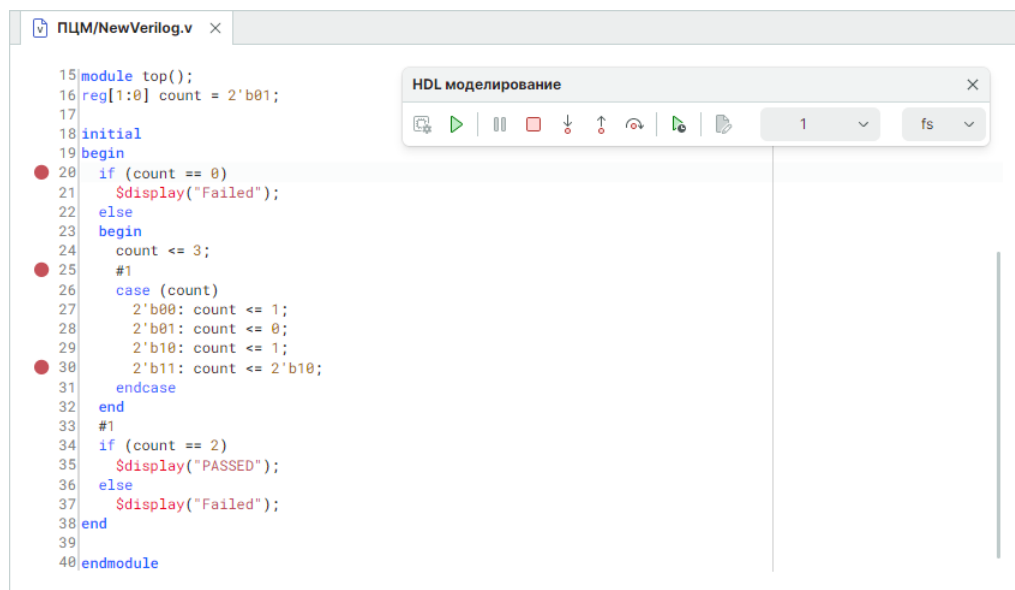 ПЦМ/NewVerilog.v
HDL моделирование
1 fs
15 module top();
16 reg[1:0] count = 2'b01;
17
18 initial
19 begin
20 if (count == 0)
21 $display("Failed");
22 else
23 begin
24 count <= 3;
25 #1
26 case (count)
27 2'b00: count <= 1;
28 2'b01: count <= 0;
29 2'b10: count <= 1;
30 2'b11: count <= 2'b10;
31 endcase
32 end
33 #1
34 if (count == 2)
35 $display("PASSED");
36 else
37 $display("Failed");
38 end
39
40 endmodule